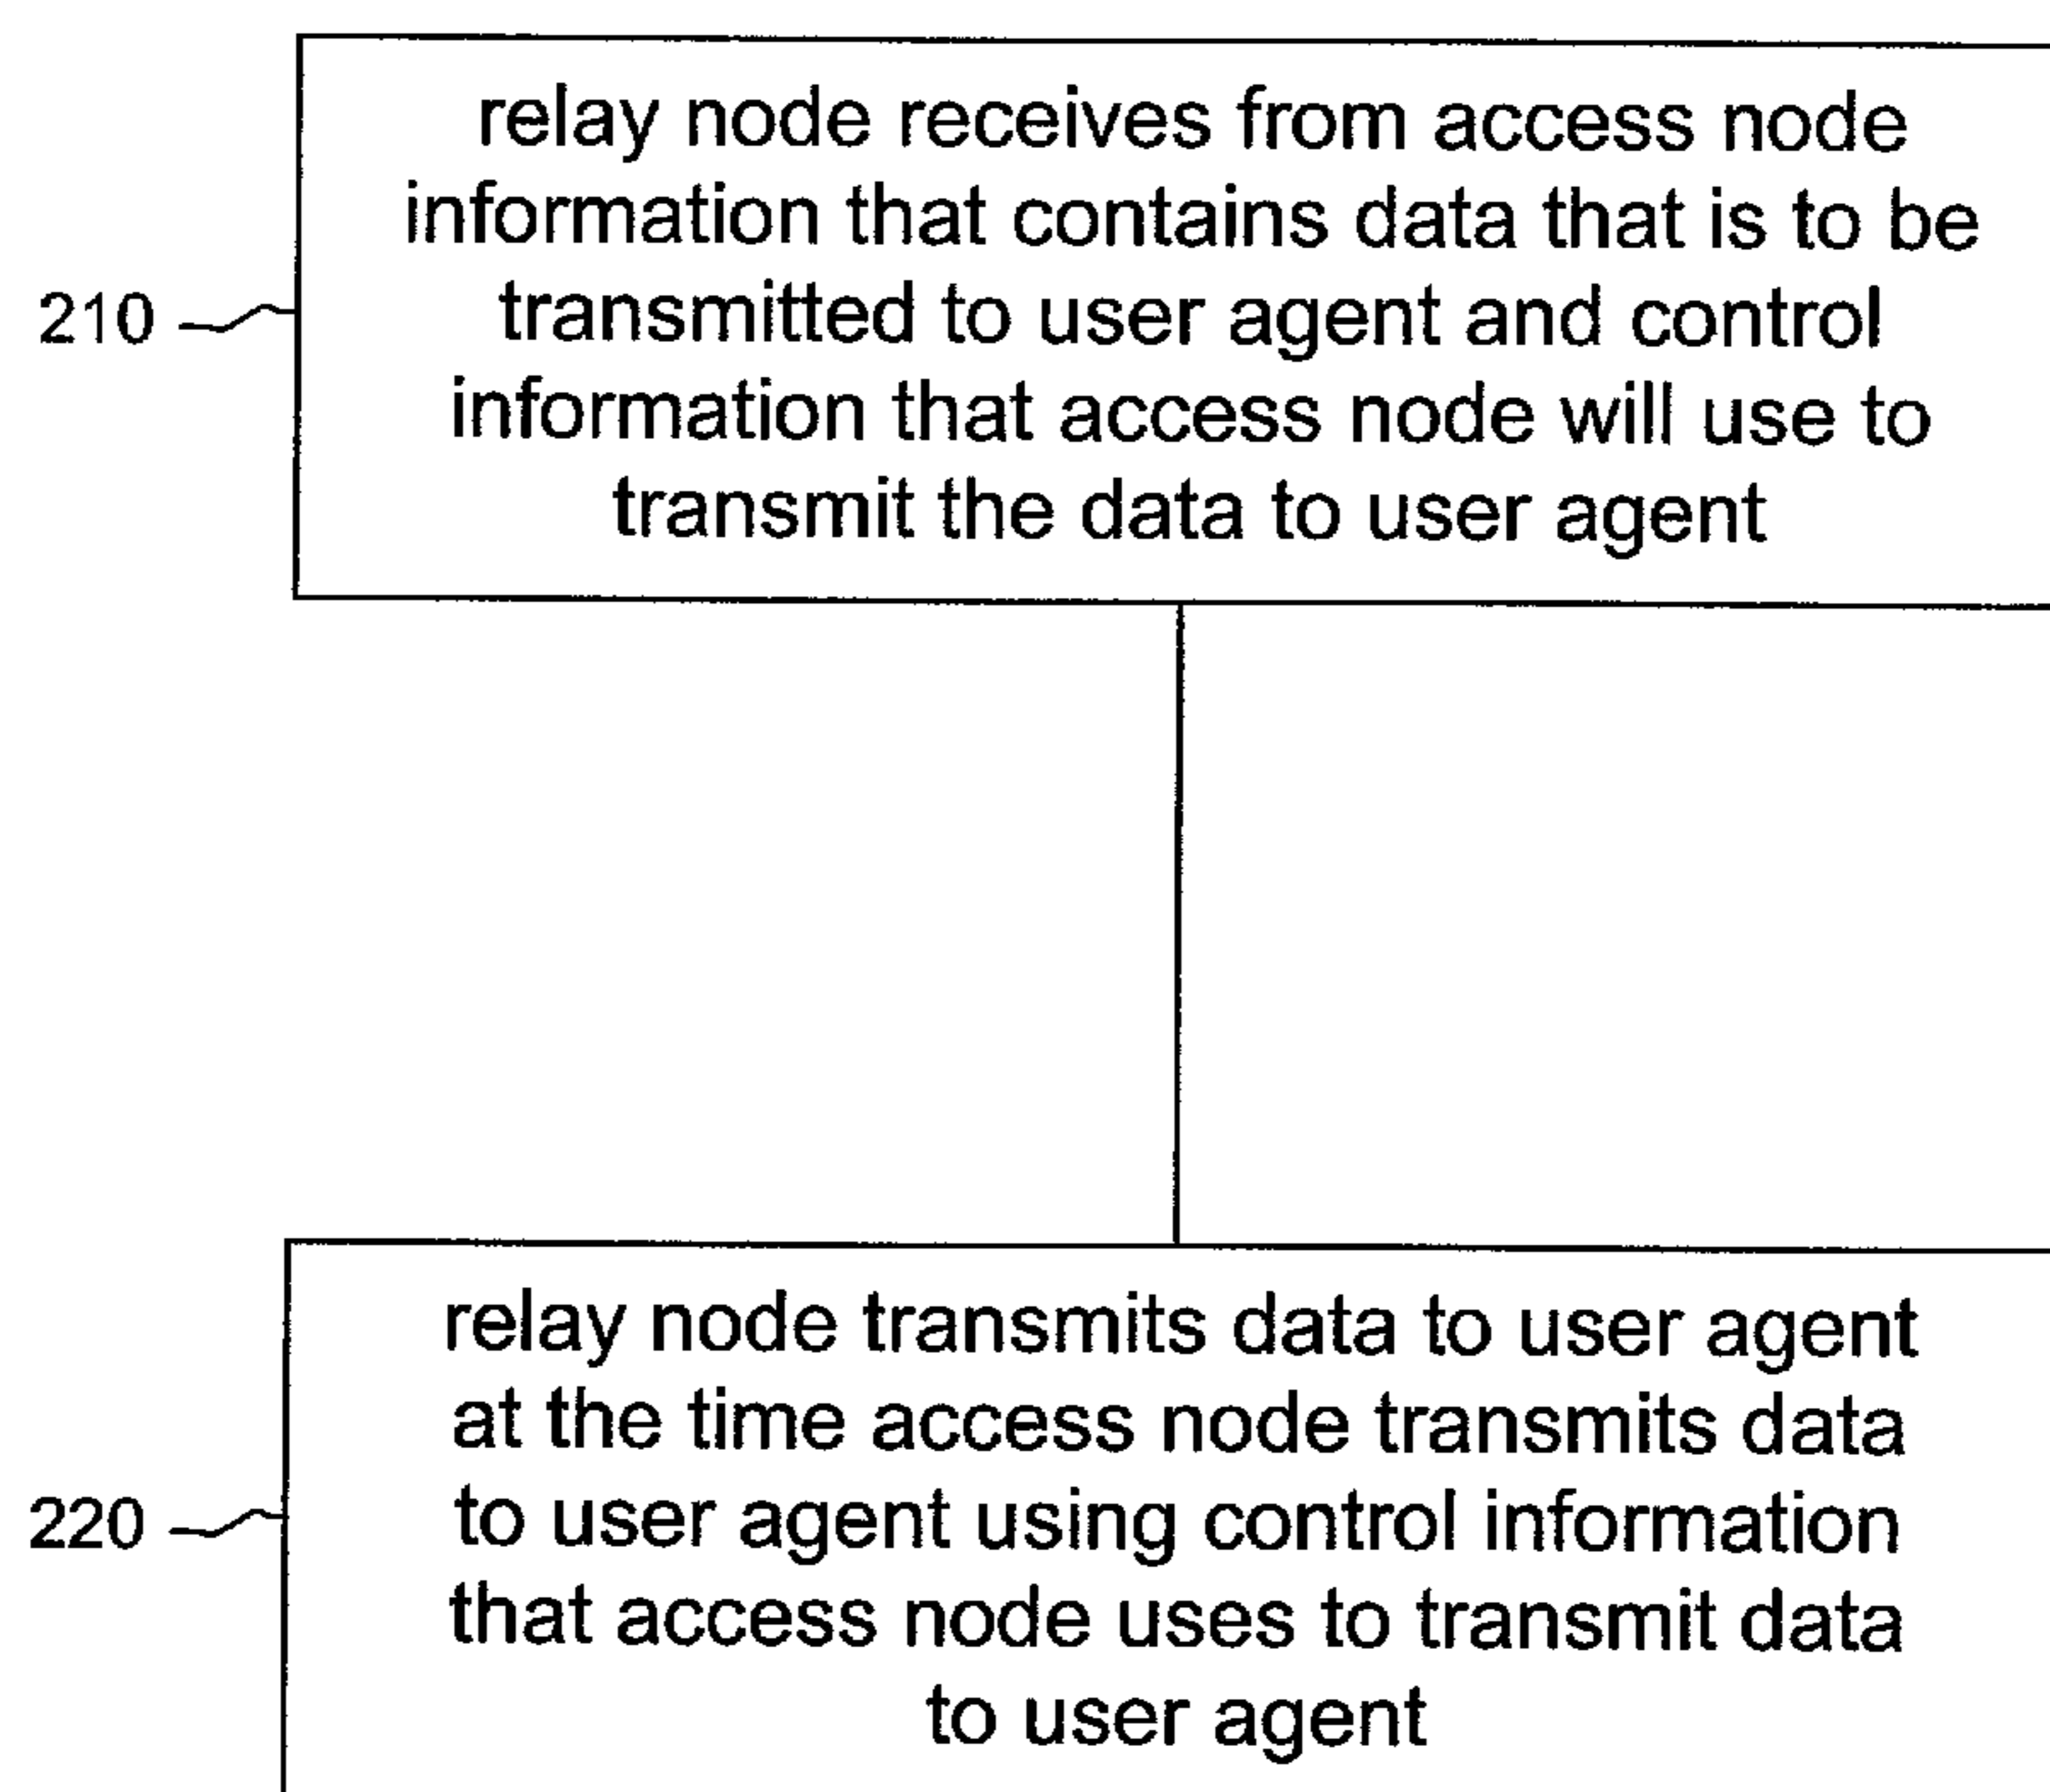 relay node receives from access node
information that contains data that is to be
transmitted to user agent and control
information that access node will use to
transmit the data to user agent
210
relay node transmits data to user agent
at the time access node transmits data
to user agent using control information
that access node uses to transmit data
to user agent
220